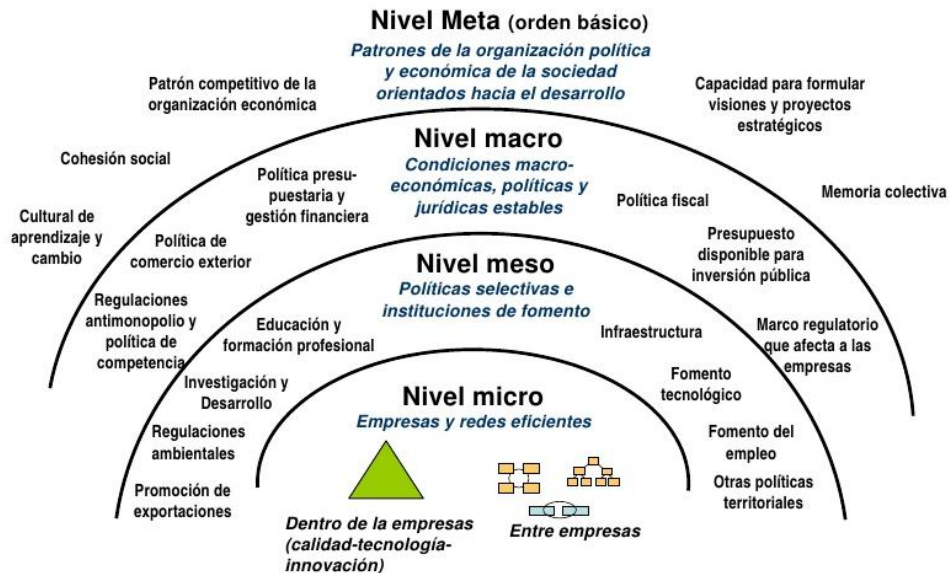 Nivel Meta (orden básico)
Patrones de la organización política
y económica de la sociedad
orientados hacia el desarrollo
Patrón competitivo de la
organización económica
Capacidad para formular
visiones y proyectos
estratégicos
Cohesión social
Memoria colectiva
Cultural de
aprendizaje y
cambio
Nivel macro
Condiciones macro-
económicas, políticas y
jurídicas estables
Política presu-
puestaria y
gestión financiera
Política fiscal
Política de
comercio exterior
Presupuesto
disponible para
inversión pública
Regulaciones
antimonopolio y
política de
competencia
Marco regulatorio
que afecta a las
empresas
Nivel meso
Políticas selectivas e
instituciones de fomento
Educación y
formación profesional
Infraestructura
Investigación y
Desarrollo
Fomento
tecnológico
Regulaciones
ambientales
Fomento del
empleo
Promoción de
exportaciones
Otras políticas
territoriales
Nivel micro
Empresas y redes eficientes
Dentro de la empresas
(calidad-tecnología-
innovación)
Entre empresas